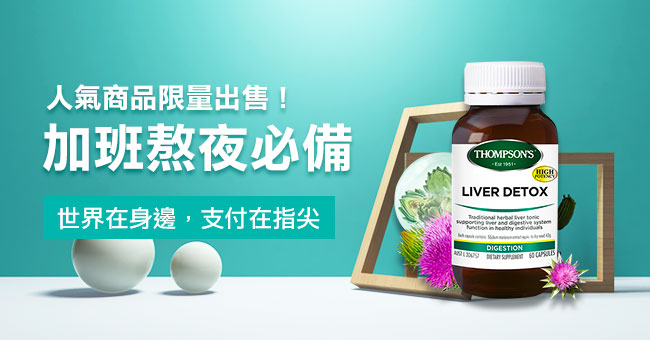 人氣商品限量出售！
加班熬夜必備
世界在身邊，支付在指尖
THOMPSON'S
Est 1951
HIGH
POTENCY
LIVER DETOX
Traditional herbal liver tonic
supporting liver and digestive system
function in healthy individuals
DIGESTION
DIETARY SUPPLEMENT
60 CAPSULES